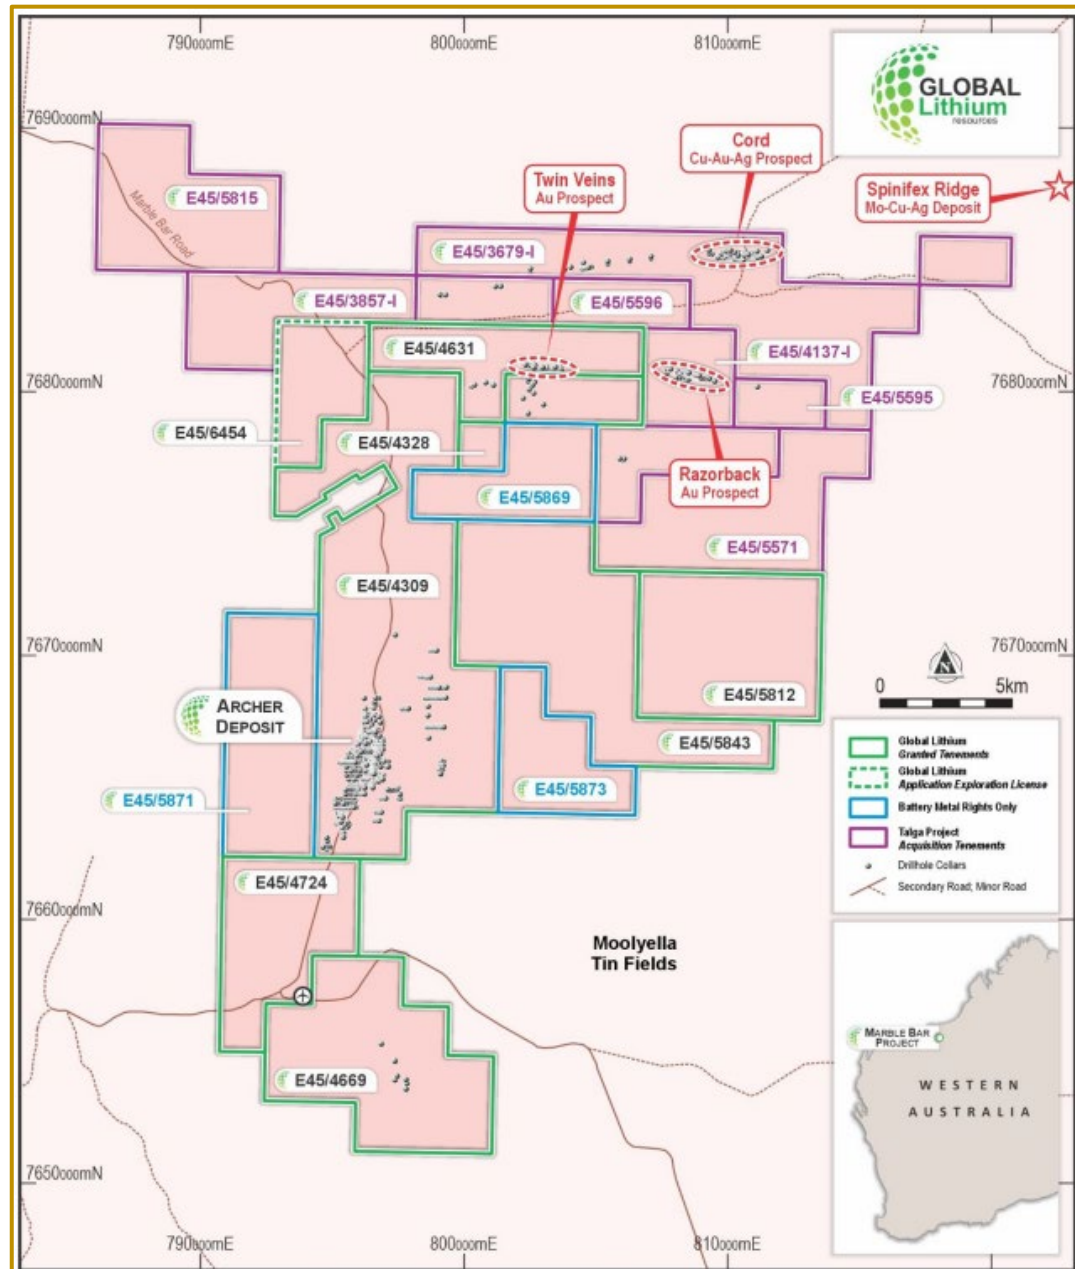 790000mE
800000mE
810000mE
GLOBAL
Lithium
resources
7690000mN
Cord
Cu-Au-Ag Prospect
Twin Veins
Au Prospect
Spinifex Ridge
Mo-Cu-Ag Deposit
E45/5815
Marble Bar Road
E45/3679-I
E45/3857-I
E45/5596
E45/4631
E45/4137-I
7680000mN
7680000mN
E45/5595
E45/6454
E45/4328
Razorback
Au Prospect
E45/5869
E45/5571
E45/4309
7670000mN
7670000mN
N
0
5km
E45/5812
ARCHER
DEPOSIT
E45/5843
Global Lithium
Granted Tenements
Global Lithium
Application Exploration License
Battery Metal Rights Only
Talga Project
Acquisition Tenements
Drillhole Collars
Secondary Road; Minor Road
E45/5871
E45/5873
E45/4724
7660000mN
Moolyella
Tin Fields
MARBLE BAR
PROJECT
WESTERN
AUSTRALIA
E45/4669
7650000mN
790000mE
800000mE
810000mE